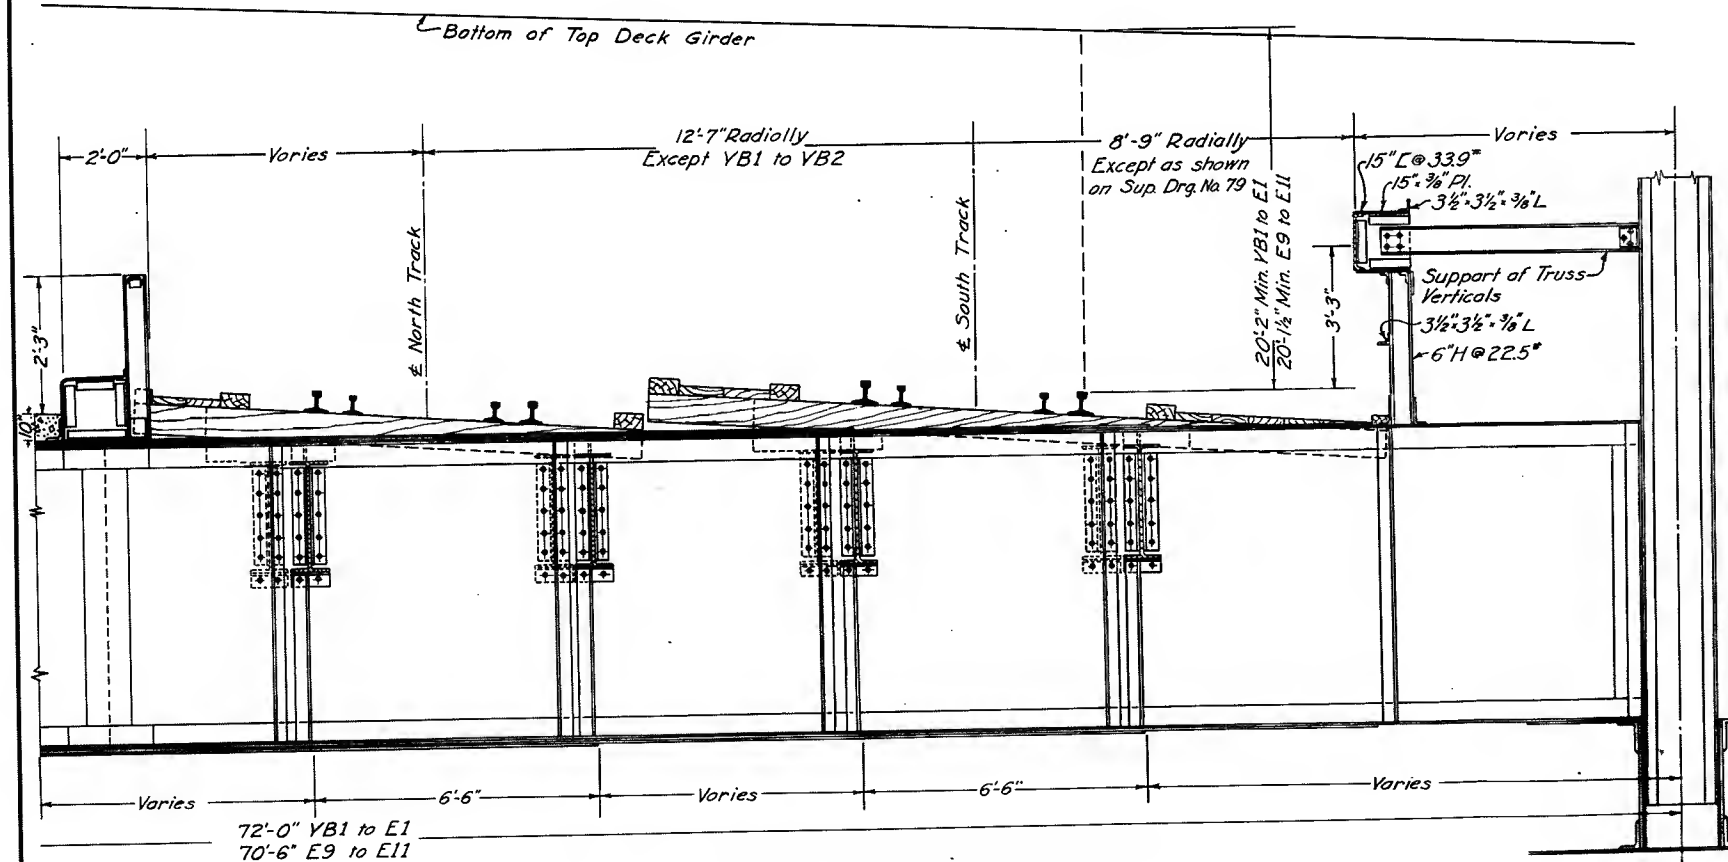 Bottom of Top Deck Girder
2'-0"
Varies
12'-7" Radially
Except YB1 to YB2
8'-9" Radially
Except as shown
on Sup. Drg. No. 79
Varies
15" [ @ 33.9#
15" x 3/8" Pl.
3½" x 3½" x 3/8" L
℄ North Track
℄ South Track
20'-2" Min. YB1 to E1
20'-1½" Min. E9 to E11
3'-3"
Support of Truss
Verticals
3½" x 3½" x 3/8" L
6" H @ 22.5#
2'-3"
10"
Varies
6'-6"
Varies
6'-6"
Varies
72'-0" YB1 to E1
70'-6" E9 to E11